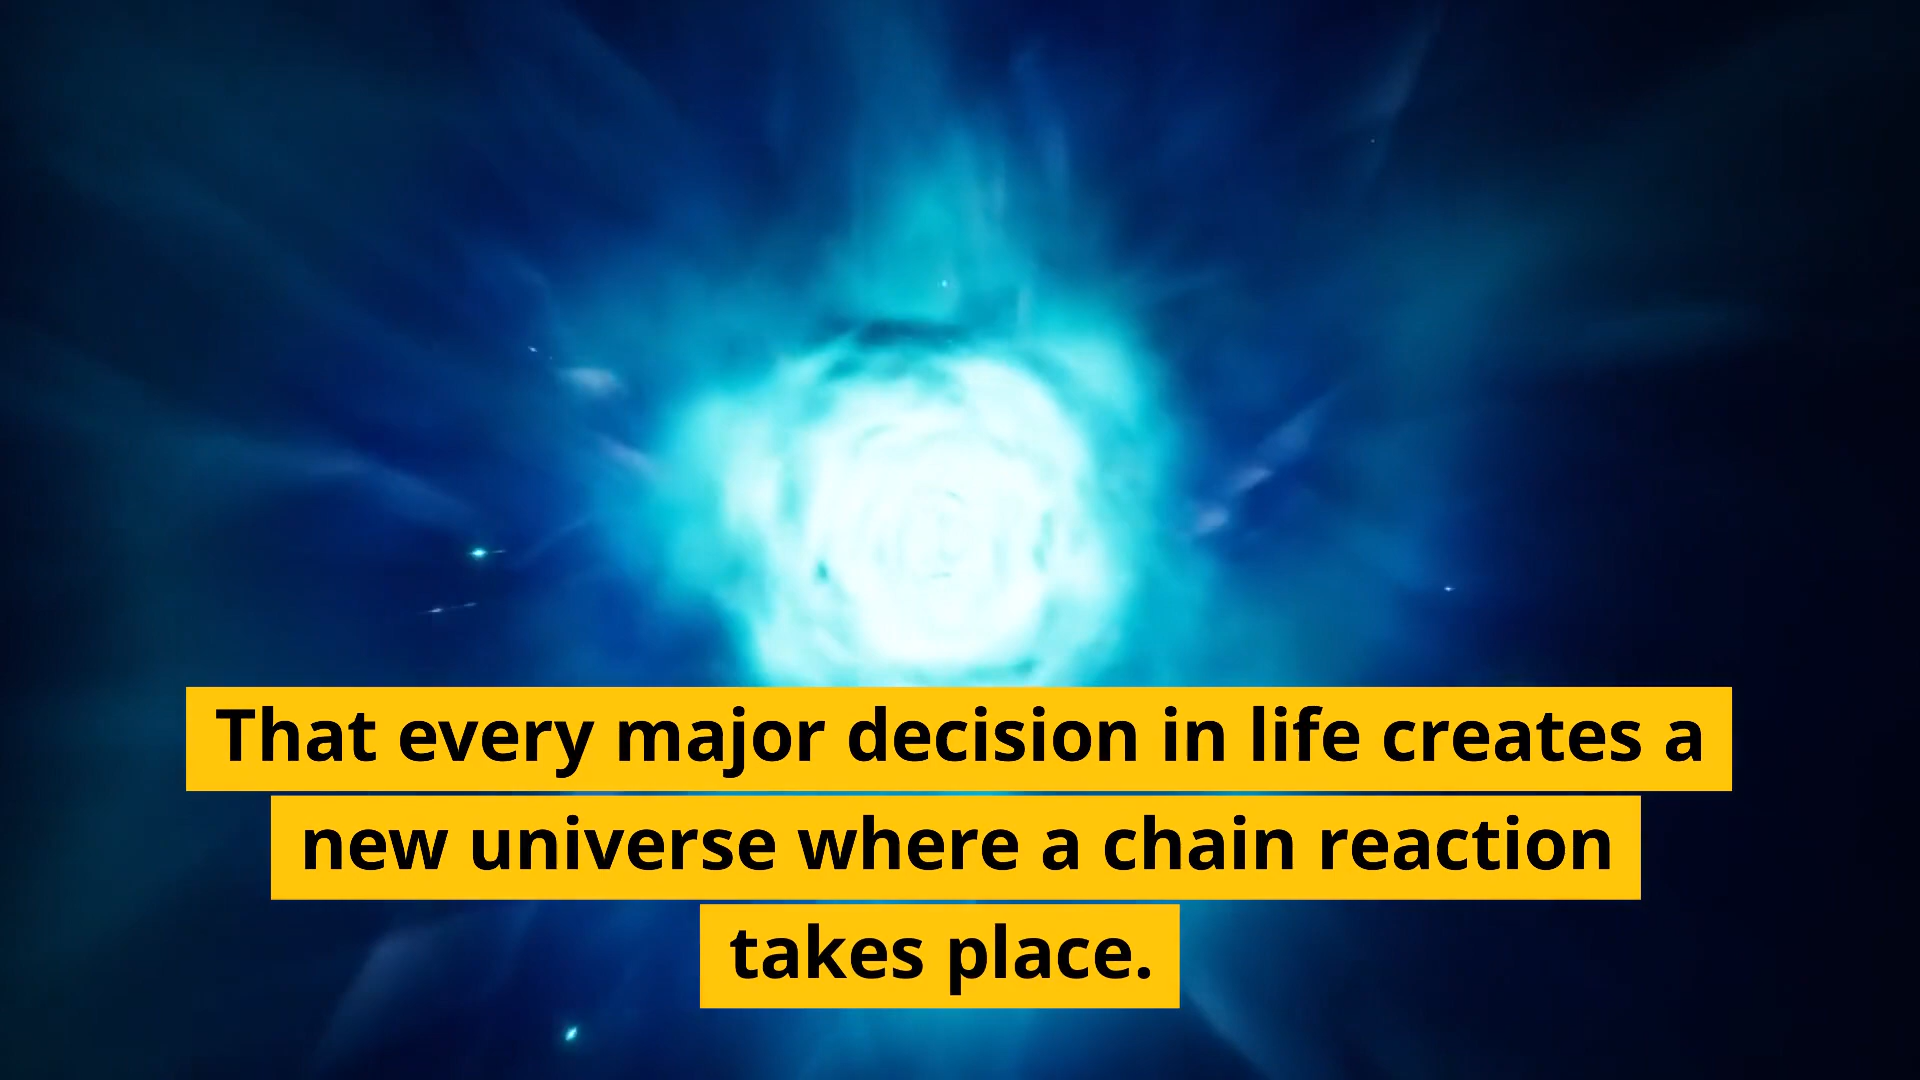 That every major decision in life creates a
new universe where a chain reaction
takes place.